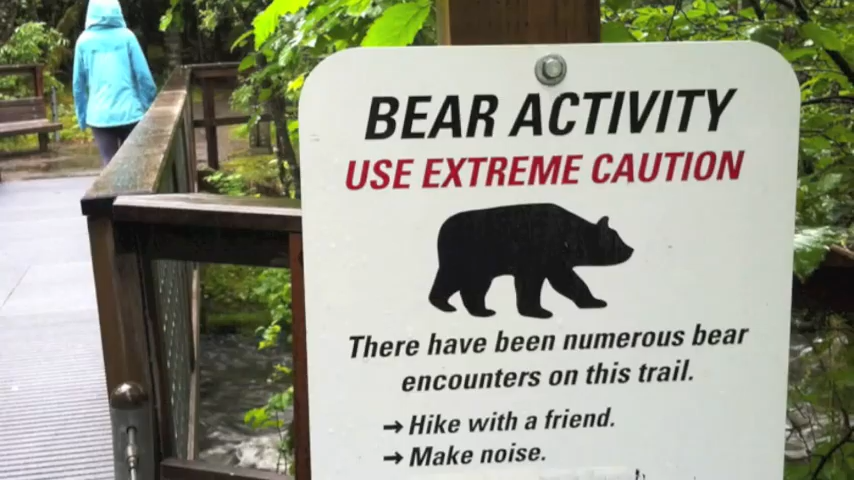 BEAR ACTIVITY
USE EXTREME CAUTION
There have been numerous bear
encounters on this trail.
→ Hike with a friend.
→ Make noise.